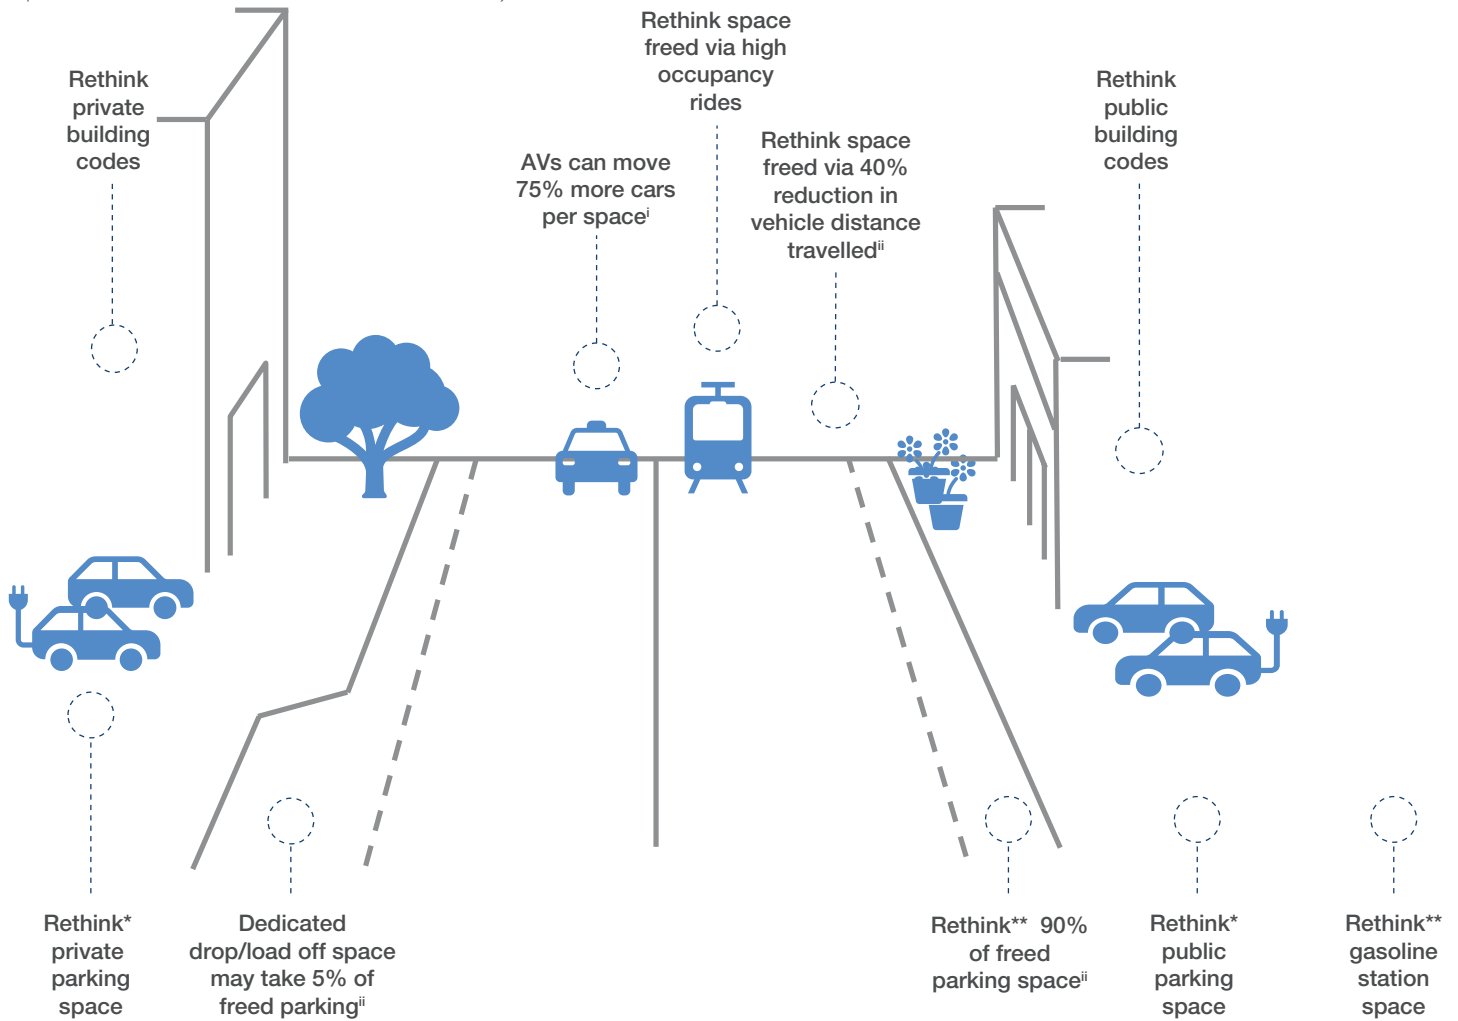 Rethink
private
building
codes
AVs can move
75% more cars
per spaceⁱ
Rethink space
freed via high
occupancy
rides
Rethink space
freed via 40%
reduction in
vehicle distance
travelledⁱⁱ
Rethink
public
building
codes
Rethink*
private
parking
space
Dedicated
drop/load off space
may take 5% of
freed parkingⁱⁱ
Rethink** 90%
of freed
parking spaceⁱⁱ
Rethink*
public
parking
space
Rethink**
gasoline
station
space